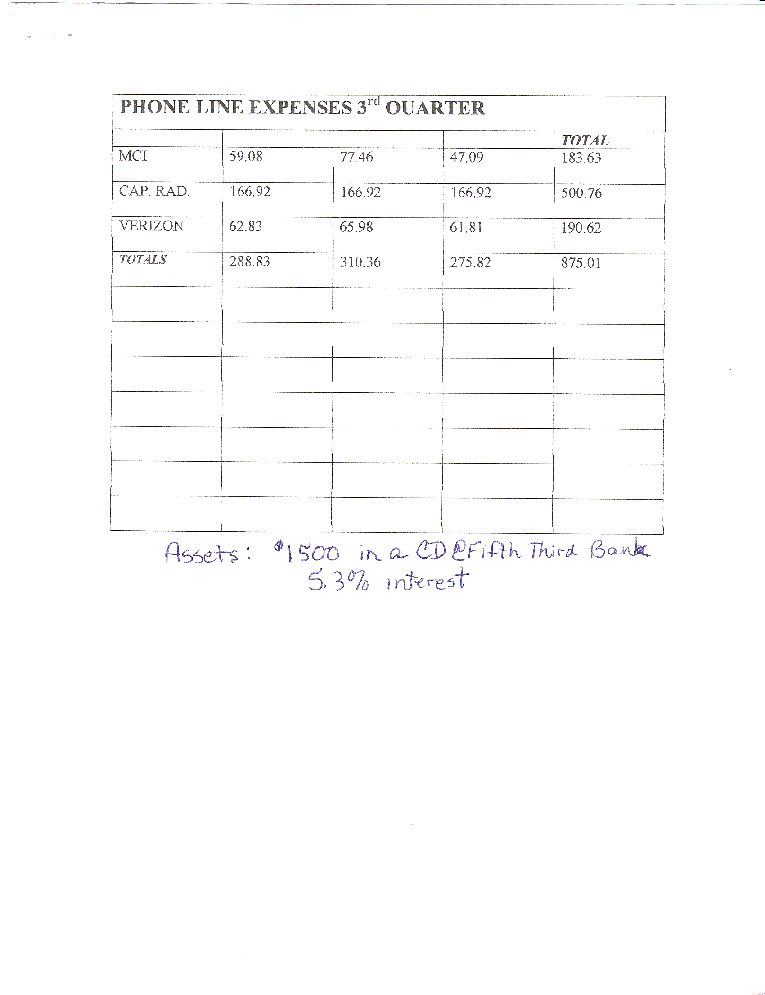 PHONE LINE EXPENSES 3rd QUARTER
TOTAL
MCI 59.08 77.46 47.09 183.63
CAP. RAD. 166.92 166.92 166.92 500.76
VERIZON 62.83 65.98 61.81 190.62
TOTALS 288.83 310.36 275.82 875.01
Assets: $1500 in a CD @ Fifth Third Bank
5.3% interest